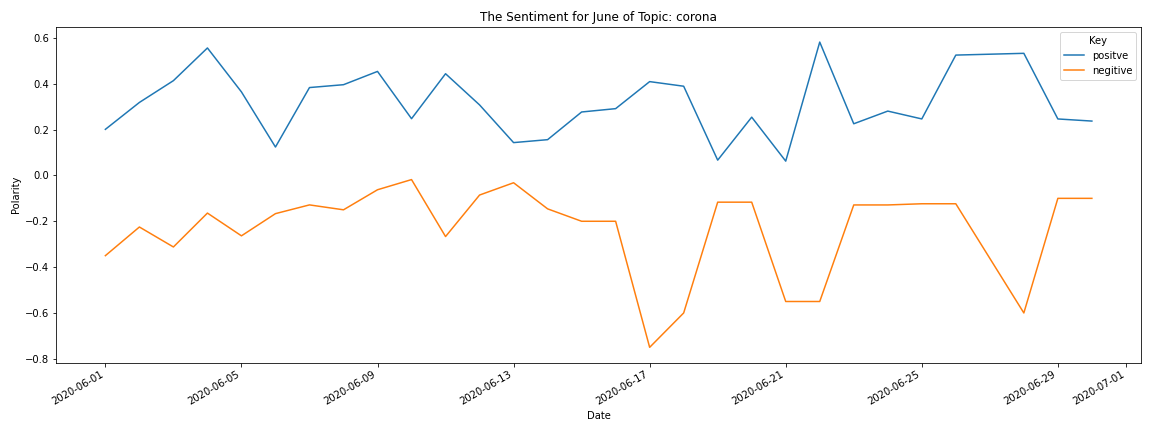 The Sentiment for June of Topic: corona
Key
positve
negitive
0.6
0.4
0.2
0.0
−0.2
−0.4
−0.6
−0.8
Polarity
2020-06-01
2020-06-05
2020-06-09
2020-06-13
2020-06-17
2020-06-21
2020-06-25
2020-06-29
2020-07-01
Date